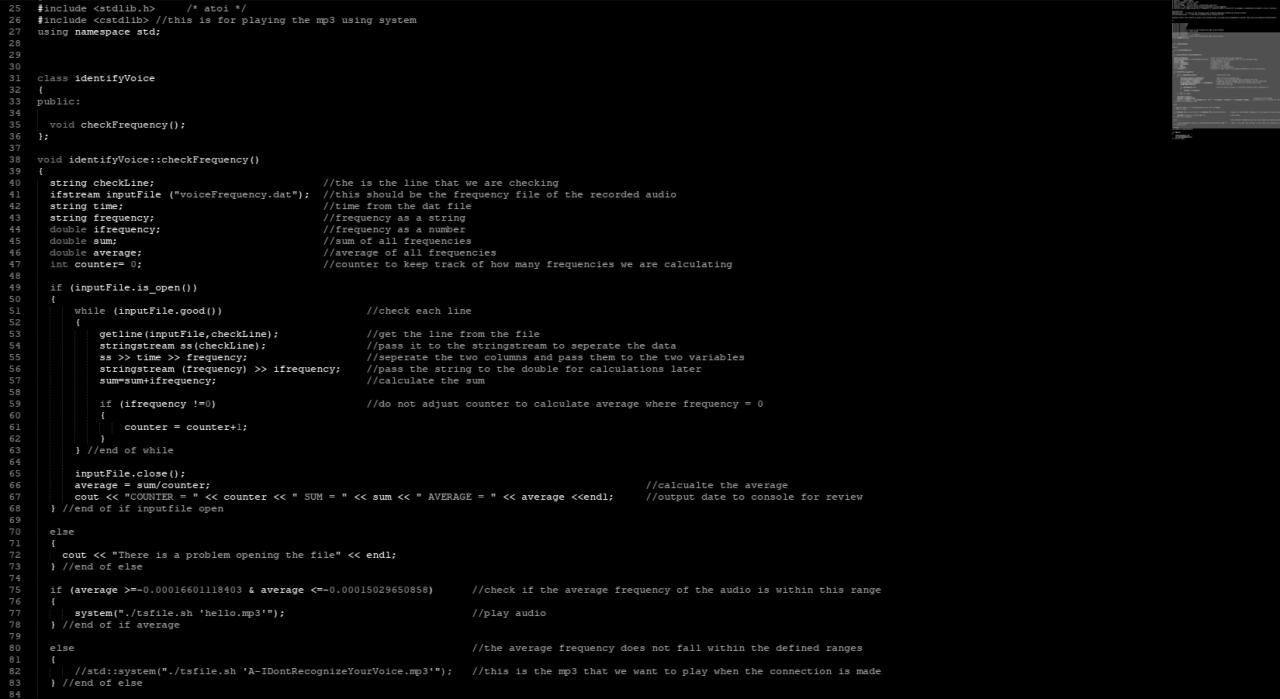 25 #include <stdlib.h>     /* atoi */
26 #include <cstdlib> //this is for playing the mp3 using system
27 using namespace std;
28
29
30
31 class identifyVoice
32 {
33 public:
34
35   void checkFrequency();
36 };
37
38 void identifyVoice::checkFrequency()
39 {
40   string checkLine;                           //the is the line that we are checking
41   ifstream inputFile ("voiceFrequency.dat");  //this should be the frequency file of the recorded audio
42   string time;                                //time from the dat file
43   string frequency;                           //frequency as a string
44   double ifrequency;                          //frequency as a number
45   double sum;                                 //sum of all frequencies
46   double average;                             //average of all frequencies
47   int counter= 0;                             //counter to keep track of how many frequencies we are calculating
48
49   if (inputFile.is_open())
50   {
51       while (inputFile.good())                       //check each line
52       {
53           getline(inputFile,checkLine);              //get the line from the file
54           stringstream ss(checkLine);                //pass it to the stringstream to seperate the data
55           ss >> time >> frequency;                   //seperate the two columns and pass them to the two variables
56           stringstream (frequency) >> ifrequency;    //pass the string to the double for calculations later
57           sum=sum+ifrequency;                        //calculate the sum
58
59           if (ifrequency !=0)                        //do not adjust counter to calculate average where frequency = 0
60           {
61               counter = counter+1;
62           }
63       } //end of while
64
65       inputFile.close();
66       average = sum/counter;                                                                      //calcualte the average
67       cout << "COUNTER = " << counter << " SUM = " << sum << " AVERAGE = " << average <<endl;     //output date to console for review
68   } //end of if inputfile open
69
70   else
71   {
72     cout << "There is a problem opening the file" << endl;
73   } //end of else
74
75   if (average >=-0.00016601118403 & average <=-0.00015029650858)      //check if the average frequency of the audio is within this range
76   {
77       system("./tsfile.sh 'hello.mp3'");                              //play audio
78   } //end of if average
79
80   else                                                                //the average frequency does not fall within the defined ranges
81   {
82       //std::system("./tsfile.sh 'A-IDontRecognizeYourVoice.mp3'");   //this is the mp3 that we want to play when the connection is made
83   } //end of else
84